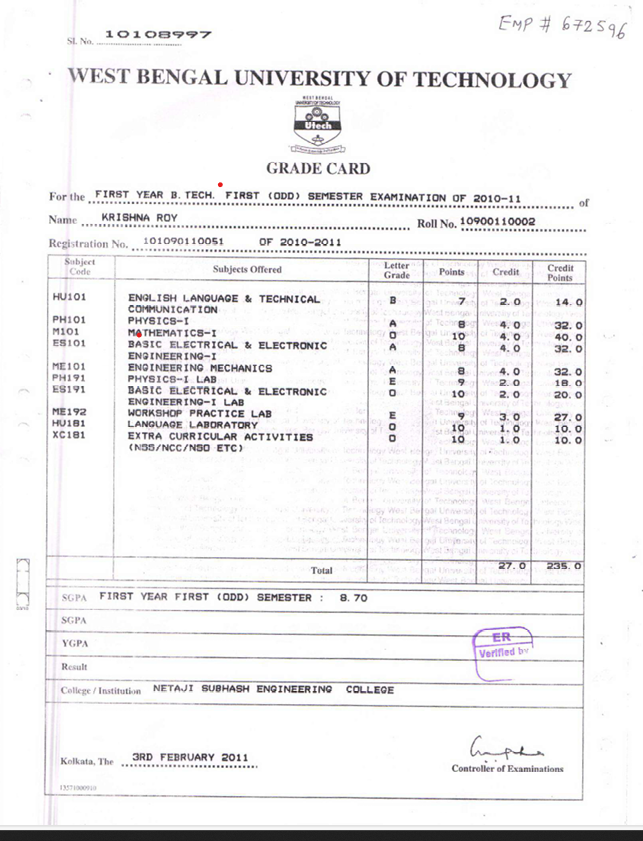 EMP # 672596
Sl. No. 10108997
WEST BENGAL UNIVERSITY OF TECHNOLOGY
WEST BENGAL
UNIVERSITY OF TECHNOLOGY
Utech
GRADE CARD
For the FIRST YEAR B.TECH. FIRST (ODD) SEMESTER EXAMINATION OF 2010-11 of
Name KRISHNA ROY Roll No. 10900110002
Registration No. 101090110051 OF 2010-2011
Subject Code Subjects Offered Letter Grade Points Credit Credit Points
HU101 ENGLISH LANGUAGE & TECHNICAL B 7 2.0 14.0
COMMUNICATION
PH101 PHYSICS-I A 8 4.0 32.0
M101 MATHEMATICS-I O 10 4.0 40.0
ES101 BASIC ELECTRICAL & ELECTRONIC A 8 4.0 32.0
ENGINEERING-I
ME101 ENGINEERING MECHANICS A 8 4.0 32.0
PH191 PHYSICS-I LAB E 9 2.0 18.0
ES191 BASIC ELECTRICAL & ELECTRONIC O 10 2.0 20.0
ENGINEERING-I LAB
ME192 WORKSHOP PRACTICE LAB E 9 3.0 27.0
HU181 LANGUAGE LABORATORY O 10 1.0 10.0
XC181 EXTRA CURRICULAR ACTIVITIES O 10 1.0 10.0
(NSS/NCC/NSO ETC)
Total 27.0 235.0
SGPA FIRST YEAR FIRST (ODD) SEMESTER : 8.70
SGPA
YGPA
ER
Verified by
Result
College / Institution NETAJI SUBHASH ENGINEERING COLLEGE
Kolkata, The 3RD FEBRUARY 2011
Controller of Examinations